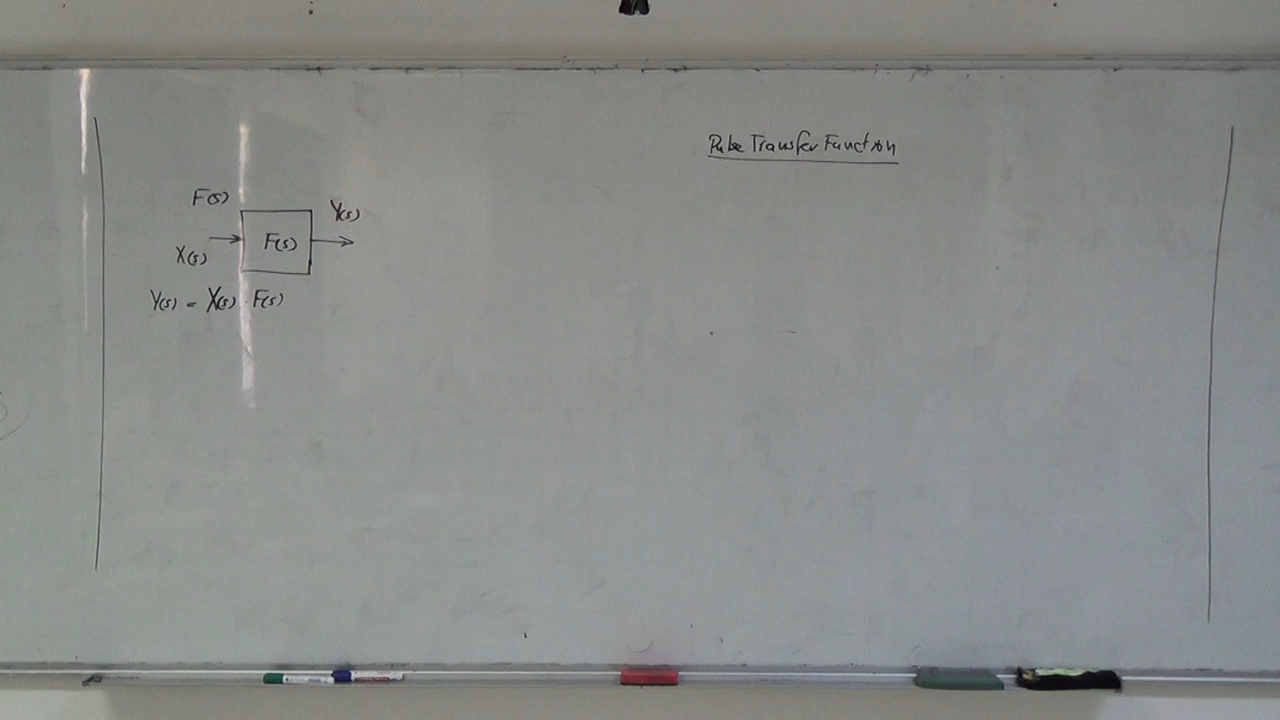 Pulse Transfer Function
F(s)
Y(s)
F(s)
X(s)
Y(s) = X(s) · F(s)